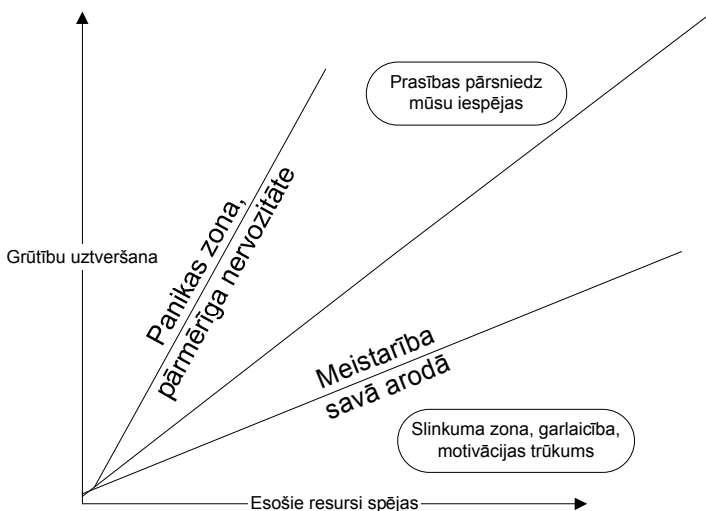 Prasības pārsniedz
mūsu iespējas
Panikas zona,
pārmērīga nervozitāte
Grūtību uztveršana
Meistarība
savā arodā
Slinkuma zona, garlaicība,
motivācijas trūkums
Esošie resursi spējas